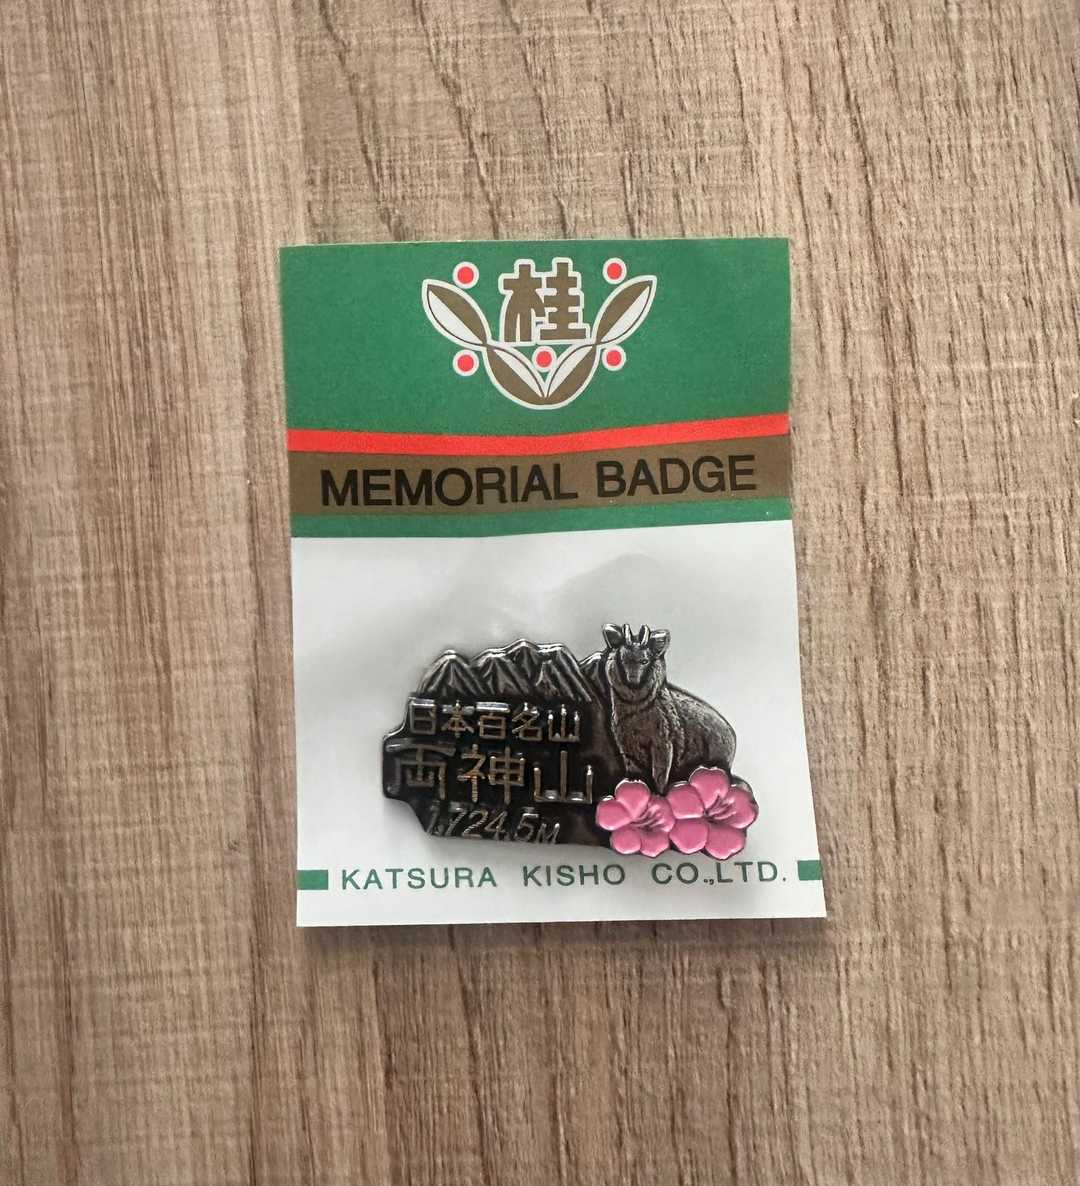 桂
MEMORIAL BADGE
日本百名山
両神山
1,724.5M
KATSURA KISHO CO.,LTD.